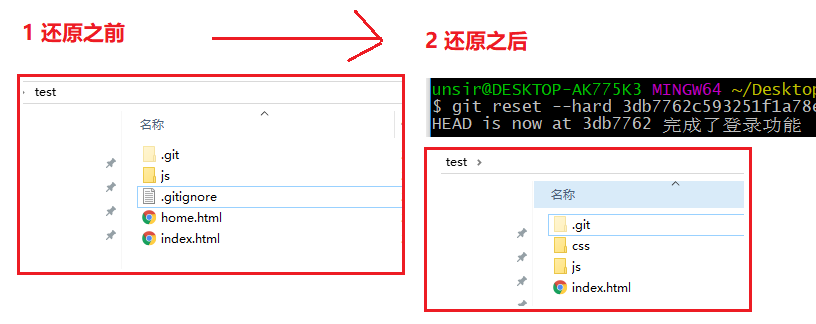 1 还原之前
2 还原之后
test
名称
.git
js
.gitignore
home.html
index.html
unsir@DESKTOP-AK775K3 MINGW64 ~/Desktop
$ git reset --hard 3db7762c593251f1a78e
HEAD is now at 3db7762 完成了登录功能
test
名称
.git
css
js
index.html